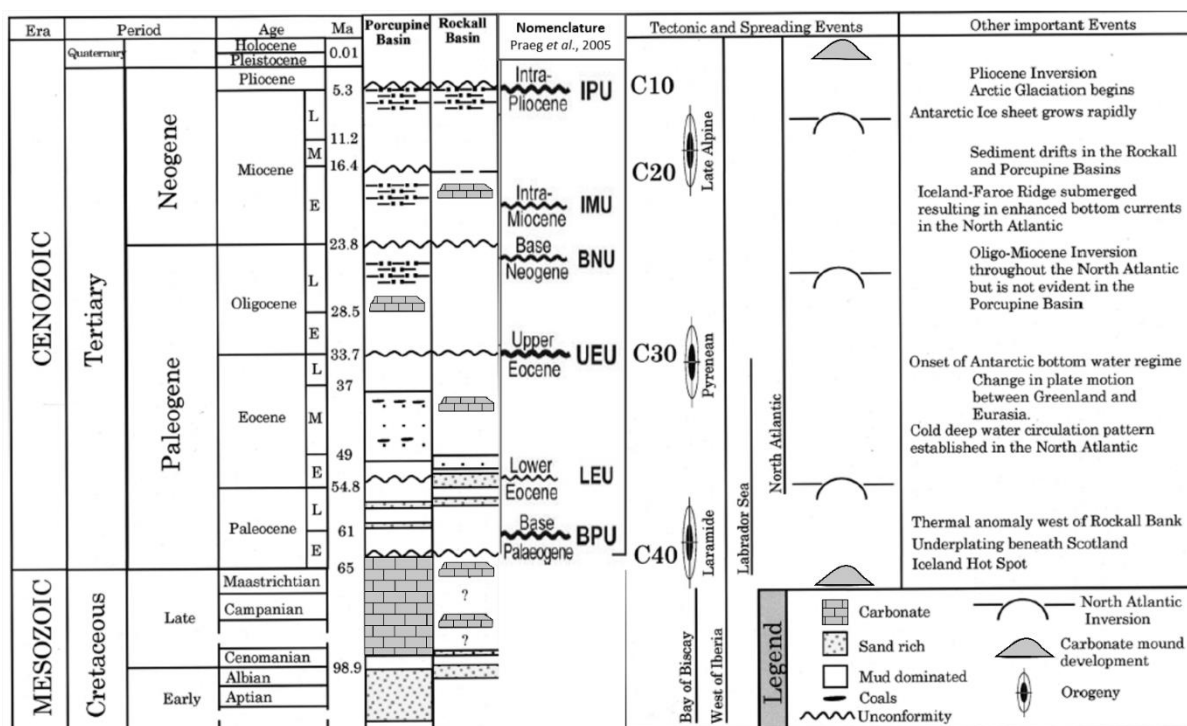 Era
Period
Age
Ma
Porcupine
Basin
Rockall
Basin
Nomenclature
Praeg et al., 2005
Tectonic and Spreading Events
Other important Events
CENOZOIC
MESOZOIC
Quaternary
Tertiary
Cretaceous
Neogene
Paleogene
Late
Early
Holocene
Pleistocene
Pliocene
Miocene
Oligocene
Eocene
Paleocene
Maastrichtian
Campanian
Cenomanian
Albian
Aptian
L
M
E
L
E
L
M
E
L
E
0.01
5.3
11.2
16.4
23.8
28.5
33.7
37
49
54.8
61
65
98.9
?
?
Intra-
Pliocene
IPU
Intra-
Miocene
IMU
Base
Neogene
BNU
Upper
Eocene
UEU
Lower
Eocene
LEU
Base
Palaeogene
BPU
C10
C20
C30
C40
Late Alpine
Pyrenean
Laramide
Bay of Biscay
West of Iberia
Labrador Sea
North Atlantic
Pliocene Inversion
Arctic Glaciation begins
Antarctic Ice sheet grows rapidly
Sediment drifts in the Rockall
and Porcupine Basins
Iceland-Faroe Ridge submerged
resulting in enhanced bottom currents
in the North Atlantic
Oligo-Miocene Inversion
throughout the North Atlantic
but is not evident in the
Porcupine Basin
Onset of Antarctic bottom water regime
Change in plate motion
between Greenland and
Eurasia.
Cold deep water circulation pattern
established in the North Atlantic
Thermal anomaly west of Rockall Bank
Underplating beneath Scotland
Iceland Hot Spot
Legend
Carbonate
Sand rich
Mud dominated
Coals
Unconformity
North Atlantic
Inversion
Carbonate mound
development
Orogeny